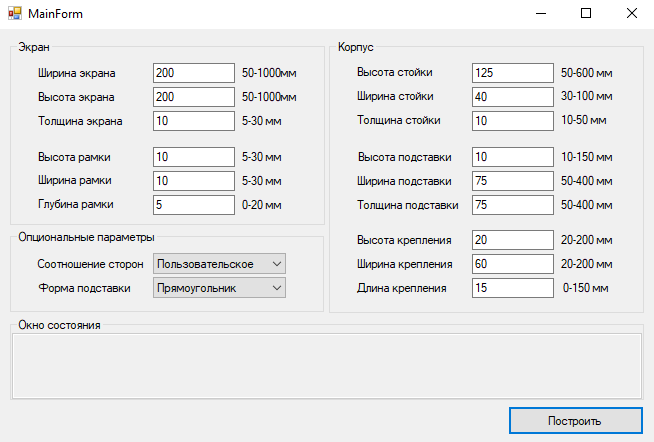 MainForm
Экран
Ширина экрана 200 50-1000мм
Высота экрана 200 50-1000мм
Толщина экрана 10 5-30 мм
Высота рамки 10 5-30 мм
Ширина рамки 10 5-30 мм
Глубина рамки 5 0-20 мм
Опциональные параметры
Соотношение сторон Пользовательское
Форма подставки Прямоугольник
Корпус
Высота стойки 125 50-600 мм
Ширина стойки 40 30-100 мм
Толщина стойки 10 10-50 мм
Высота подставки 10 10-150 мм
Ширина подставки 75 50-400 мм
Толщина подставки 75 50-400 мм
Высота крепления 20 20-200 мм
Ширина крепления 60 20-200 мм
Длина крепления 15 0-150 мм
Окно состояния
Построить